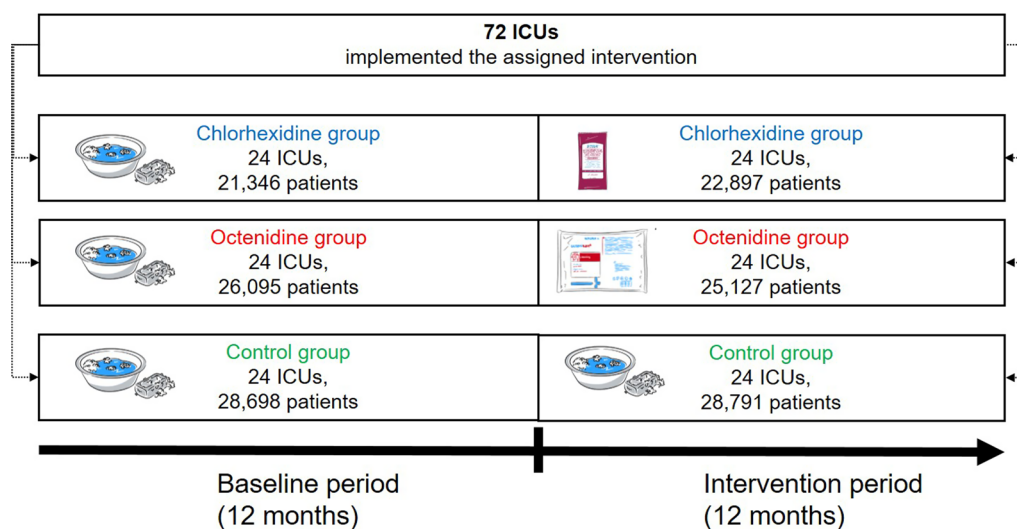 72 ICUs
implemented the assigned intervention
Chlorhexidine group
24 ICUs,
21,346 patients
Chlorhexidine group
24 ICUs,
22,897 patients
Octenidine group
24 ICUs,
26,095 patients
Octenidine group
24 ICUs,
25,127 patients
Control group
24 ICUs,
28,698 patients
Control group
24 ICUs,
28,791 patients
Baseline period
(12 months)
Intervention period
(12 months)